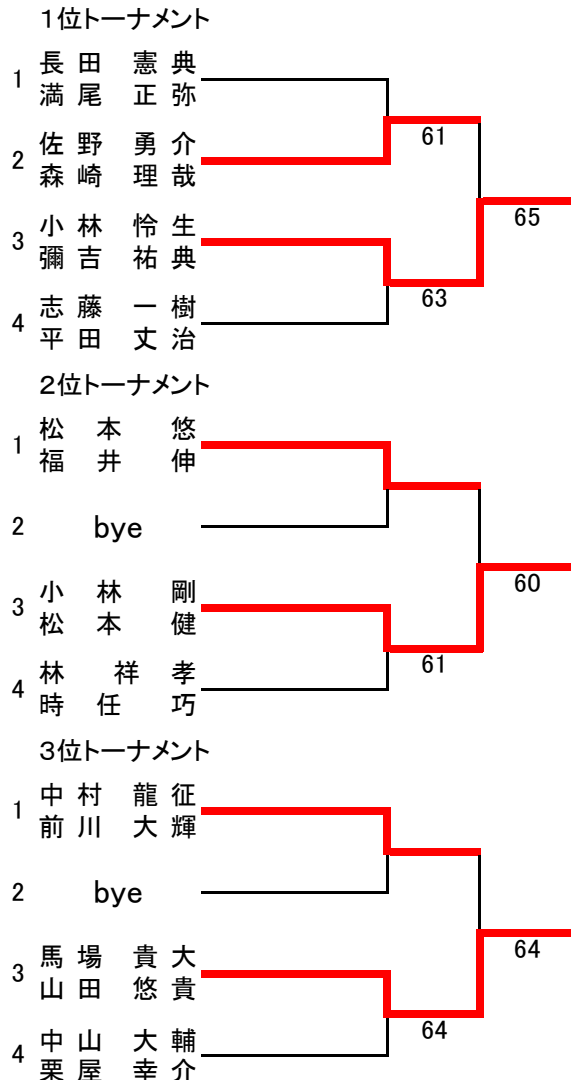 1位トーナメント
1 長田 憲典
満尾 正弥
2 佐野 勇介
森崎 理哉
61
65
3 小林 怜生
彌吉 祐典
63
4 志藤 一樹
平田 丈治
2位トーナメント
1 松本 悠
福井 伸
2 bye
60
3 小林 剛
松本 健
61
4 林 祥孝
時任 巧
3位トーナメント
1 中村 龍征
前川 大輝
2 bye
64
3 馬場 貴大
山田 悠貴
64
4 中山 大輔
栗屋 幸介